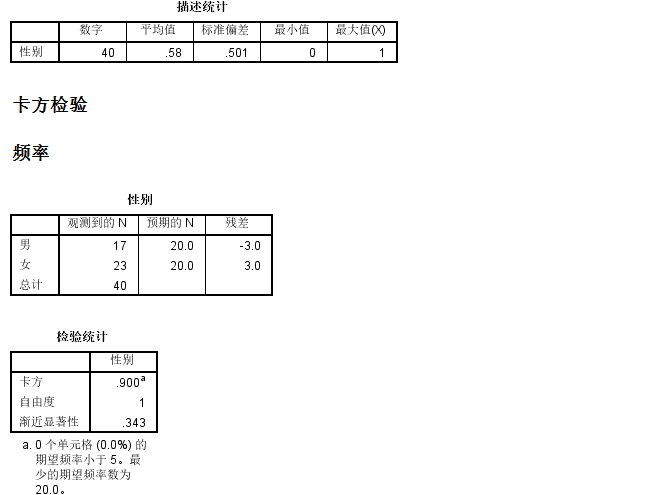 描述统计
数字 平均值 标准偏差 最小值 最大值(X)
性别 40 .58 .501 0 1
卡方检验
频率
性别
观测到的 N 预期的 N 残差
男 17 20.0 -3.0
女 23 20.0 3.0
总计 40
检验统计
性别
卡方 .900a
自由度 1
渐近显著性 .343
a. 0 个单元格 (0.0%) 的
期望频率小于 5。最
少的期望频率数为
20.0。